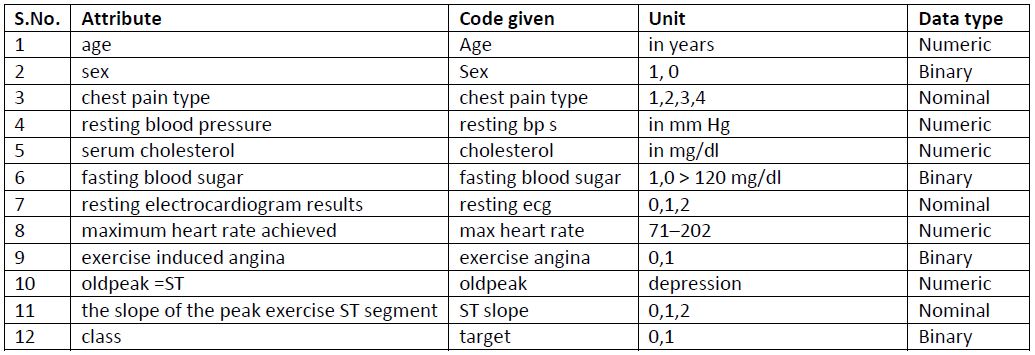 S.No. Attribute Code given Unit Data type
1 age Age in years Numeric
2 sex Sex 1, 0 Binary
3 chest pain type chest pain type 1,2,3,4 Nominal
4 resting blood pressure resting bp s in mm Hg Numeric
5 serum cholesterol cholesterol in mg/dl Numeric
6 fasting blood sugar fasting blood sugar 1,0 > 120 mg/dl Binary
7 resting electrocardiogram results resting ecg 0,1,2 Nominal
8 maximum heart rate achieved max heart rate 71–202 Numeric
9 exercise induced angina exercise angina 0,1 Binary
10 oldpeak =ST oldpeak depression Numeric
11 the slope of the peak exercise ST segment ST slope 0,1,2 Nominal
12 class target 0,1 Binary